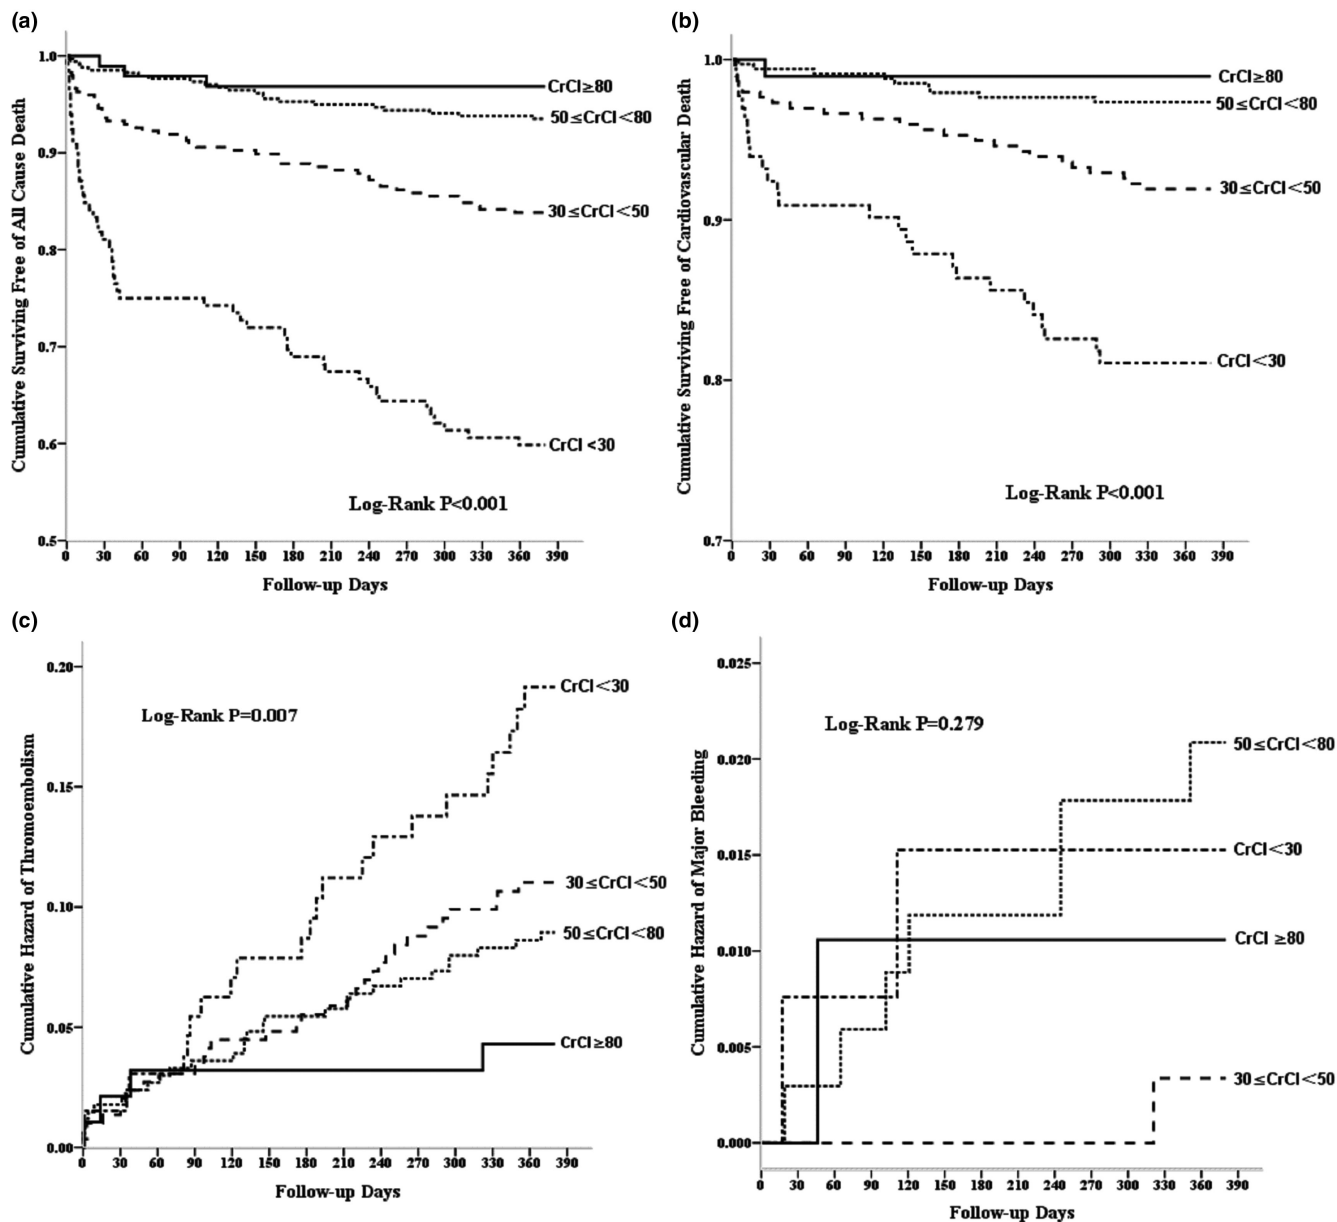 (a)
Cumulative Surviving Free of All Cause Death
1.0
0.9
0.8
0.7
0.6
0.5
CrCl≥80
50≤CrCl<80
30≤CrCl<50
CrCl <30
Log-Rank P<0.001
0 30 60 90 120 150 180 210 240 270 300 330 360 390
Follow-up Days
(b)
Cumulative Surviving Free of Cardiovascular Death
1.0
0.9
0.8
0.7
CrCl≥80
50≤CrCl<80
30≤CrCl<50
CrCl<30
Log-Rank P<0.001
0 30 60 90 120 150 180 210 240 270 300 330 360 390
Follow-up Days
(c)
Cumulative Hazard of Thromoembolism
0.20
0.15
0.10
0.05
0.00
Log-Rank P=0.007
CrCl<30
30≤CrCl<50
50≤CrCl<80
CrCl≥80
0 30 60 90 120 150 180 210 240 270 300 330 360 390
Follow-up Days
(d)
Cumulative Hazard of Major Bleeding
0.025
0.020
0.015
0.010
0.005
0.000
Log-Rank P=0.279
50≤CrCl<80
CrCl<30
CrCl ≥80
30≤CrCl<50
0 30 60 90 120 150 180 210 240 270 300 330 360 390
Follow-up Days